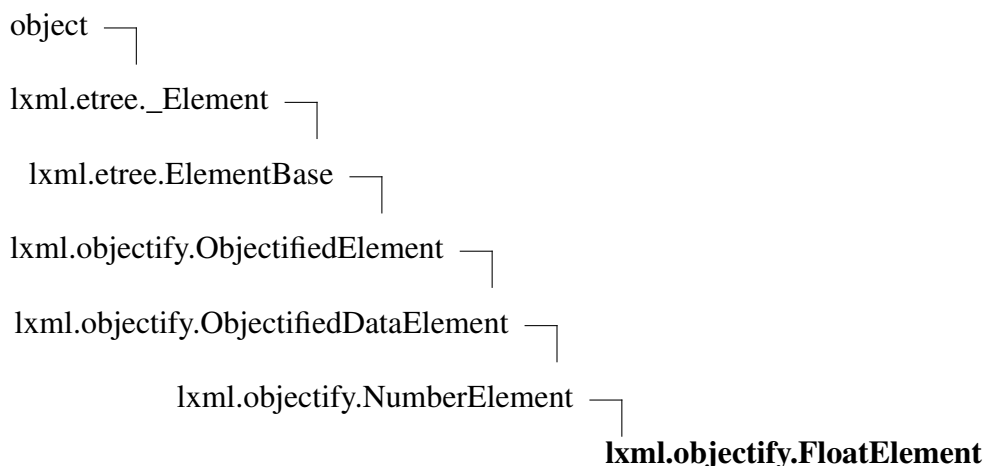 object
lxml.etree._Element
lxml.etree.ElementBase
lxml.objectify.ObjectifiedElement
lxml.objectify.ObjectifiedDataElement
lxml.objectify.NumberElement
lxml.objectify.FloatElement